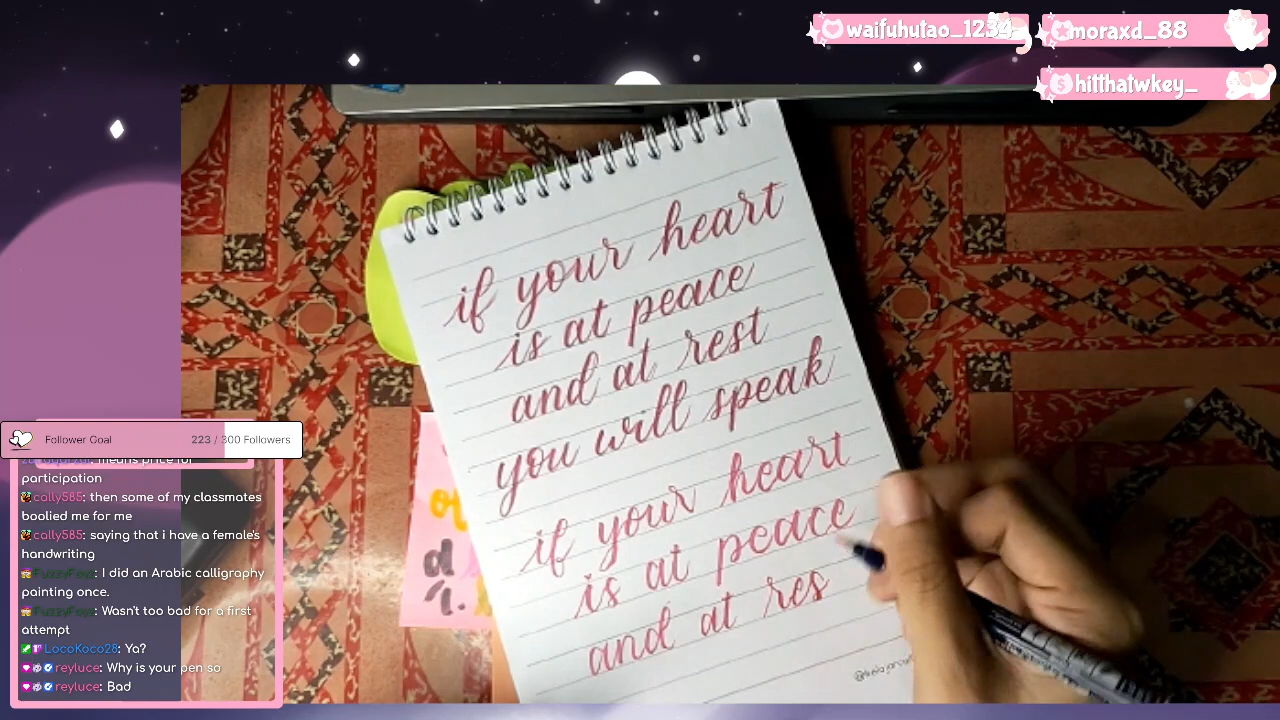 waifuhutao_1234
moraxd_88
hitthatwkey_
if your heart
is at peace
and at rest
you will speak
if your heart
is at peace
and at res
Follower Goal
223 / 300 Followers
means price for
participation
cally585: then some of my classmates
boolied me for me
cally585: saying that i have a female's
handwriting
FuzzyFoyz: I did an Arabic calligraphy
painting once.
FuzzyFoyz: Wasn't too bad for a first
attempt
LocoKoco28: Yo?
reyluce: Why is your pen so
reyluce: Bad
d